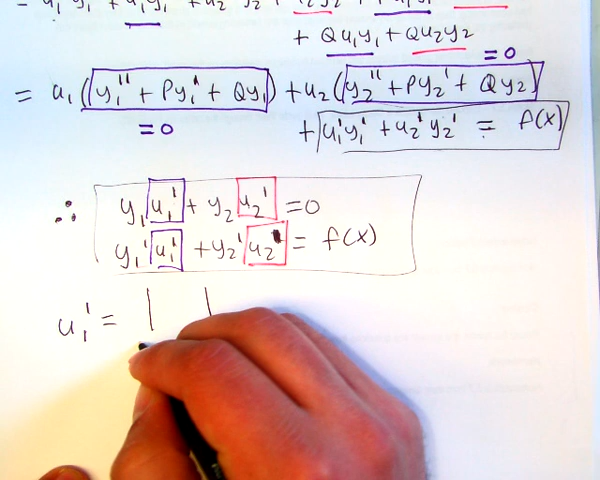 + Qu₁y₁ + Qu₂y₂
= 0
= u₁(y₁'' + Py₁' + Qy₁) + u₂(y₂'' + Py₂' + Qy₂)
= 0
+ u₁'y₁' + u₂'y₂' = f(x)
∴ y₁u₁' + y₂u₂' = 0
y₁'u₁' + y₂'u₂' = f(x)
u₁' = | |